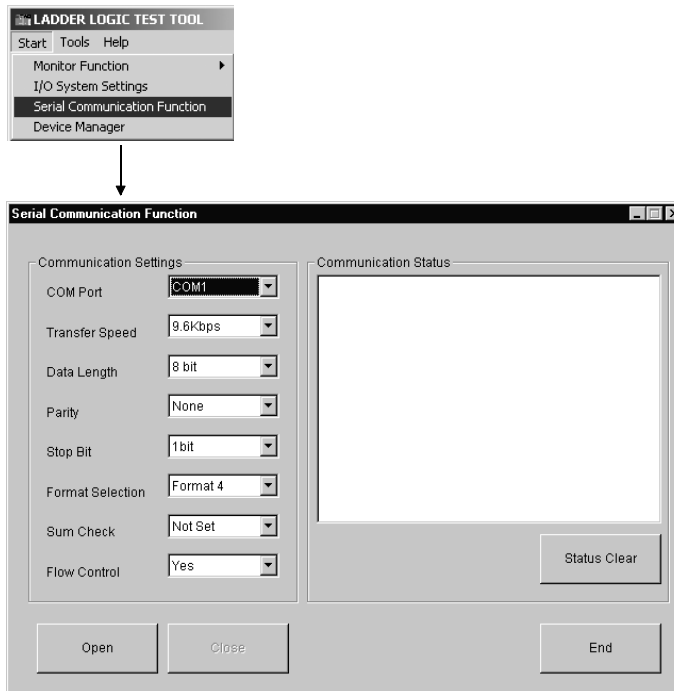 LADDER LOGIC TEST TOOL
Start Tools Help
Monitor Function
I/O System Settings
Serial Communication Function
Device Manager
Serial Communication Function
Communication Settings
COM Port COM1
Transfer Speed 9.6Kbps
Data Length 8 bit
Parity None
Stop Bit 1bit
Format Selection Format 4
Sum Check Not Set
Flow Control Yes
Communication Status
Status Clear
Open Close End